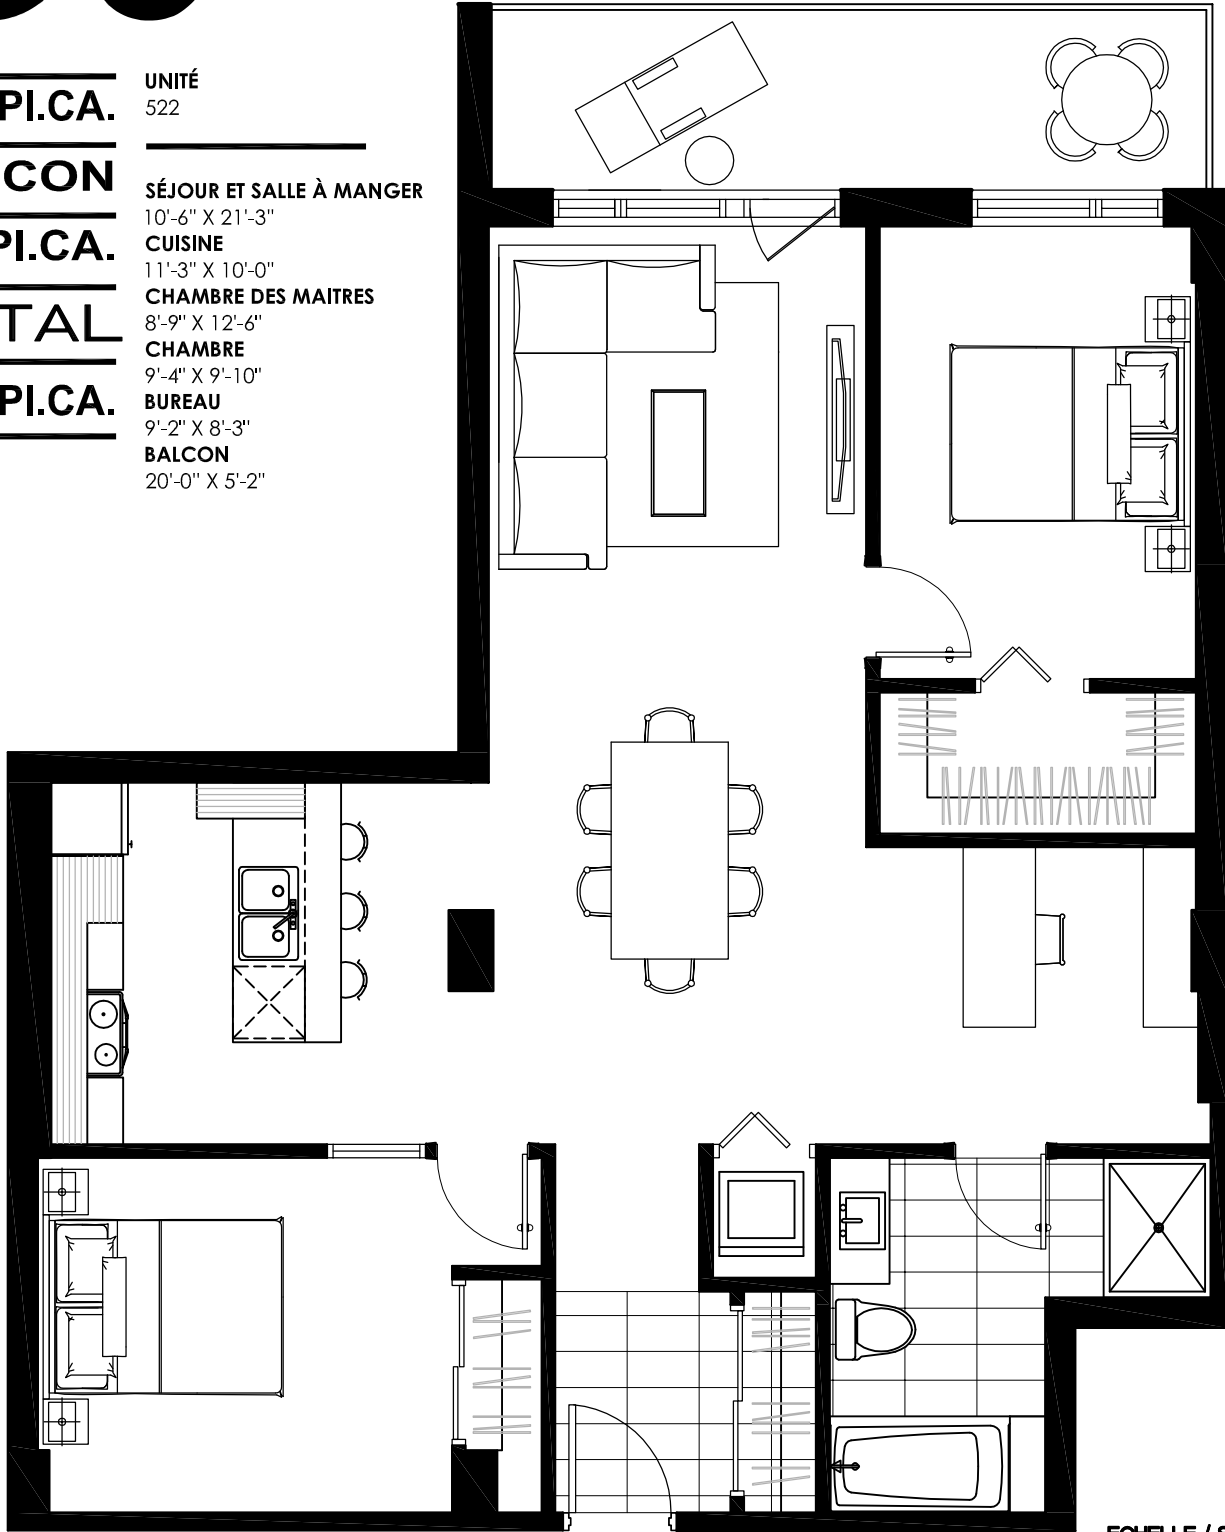 PI.CA.
CON
PI.CA.
TAL
PI.CA.
UNITÉ
522
SÉJOUR ET SALLE À MANGER
10'-6" X 21'-3"
CUISINE
11'-3" X 10'-0"
CHAMBRE DES MAITRES
8'-9" X 12'-6"
CHAMBRE
9'-4" X 9'-10"
BUREAU
9'-2" X 8'-3"
BALCON
20'-0" X 5'-2"
ECHELLE / S